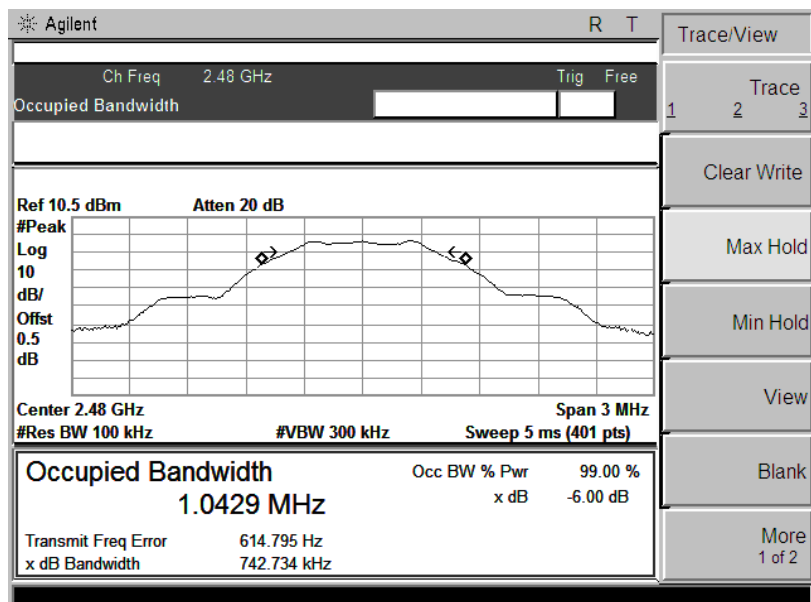 Agilent R T
Trace/View
Ch Freq 2.48 GHz Trig Free
Occupied Bandwidth
Trace
1 2 3
Clear Write
Max Hold
Min Hold
View
Blank
More
1 of 2
Ref 10.5 dBm Atten 20 dB
#Peak
Log
10
dB/
Offst
0.5
dB
Center 2.48 GHz Span 3 MHz
#Res BW 100 kHz #VBW 300 kHz Sweep 5 ms (401 pts)
Occupied Bandwidth Occ BW % Pwr 99.00 %
1.0429 MHz x dB -6.00 dB
Transmit Freq Error 614.795 Hz
x dB Bandwidth 742.734 kHz